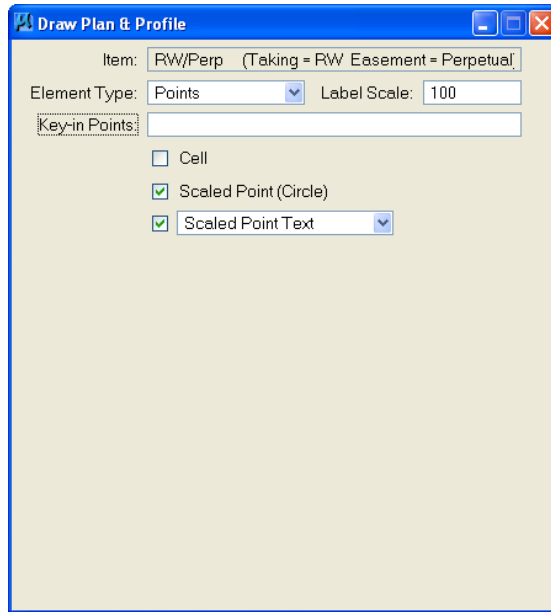 Draw Plan & Profile
Item: RW/Perp (Taking = RW Easement = Perpetual)
Element Type: Points Label Scale: 100
Key-in Points:
Cell
Scaled Point (Circle)
Scaled Point Text